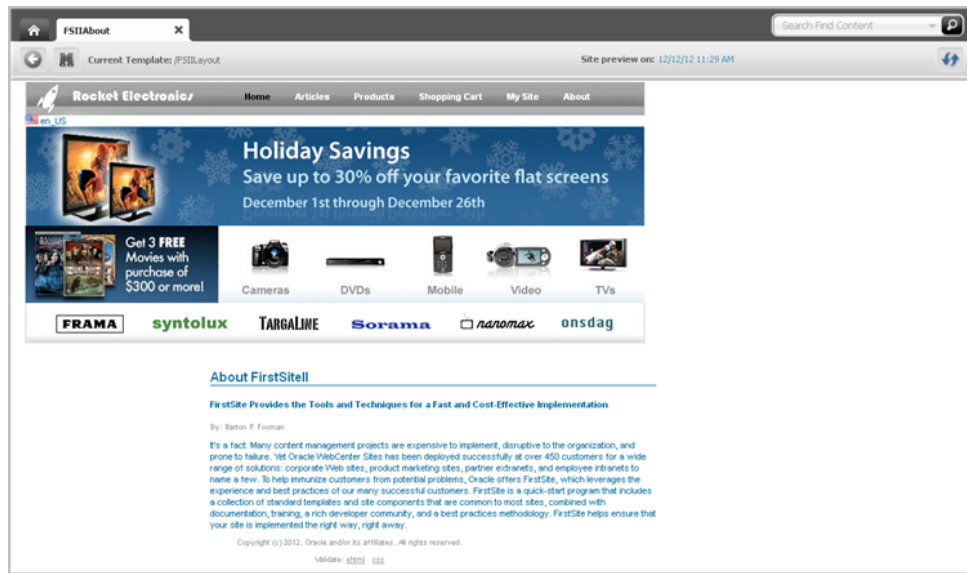 FSIIAbout
Search Find Content
Current Template: /FSIILayout
Site preview on: 12/12/12 11:29 AM
Rocket Electronics
Home Articles Products Shopping Cart My Site About
en_US
Holiday Savings
Save up to 30% off your favorite flat screens
December 1st through December 26th
Get 3 FREE
Movies with
purchase of
$300 or more!
Cameras DVDs Mobile Video TVs
FRAMA syntolux TARGALINE Sorama nanomax onsdag
About FirstSiteII
FirstSite Provides the Tools and Techniques for a Fast and Cost-Effective Implementation
By: Barton P. Fooman
It's a fact: Many content management projects are expensive to implement, disruptive to the organization, and
prone to failure. Yet Oracle WebCenter Sites has been deployed successfully at over 450 customers for a wide
range of solutions: corporate Web sites, product marketing sites, partner extranets, and employee intranets to
name a few. To help immunize customers from potential problems, Oracle offers FirstSite, which leverages the
experience and best practices of our many successful customers. FirstSite is a quick-start program that includes
a collection of standard templates and site components that are common to most sites, combined with
documentation, training, a rich developer community, and a best practices methodology. FirstSite helps ensure that
your site is implemented the right way, right away.
Copyright (c) 2012, Oracle and/or its affiliates. All rights reserved.
Validate: xhtml css